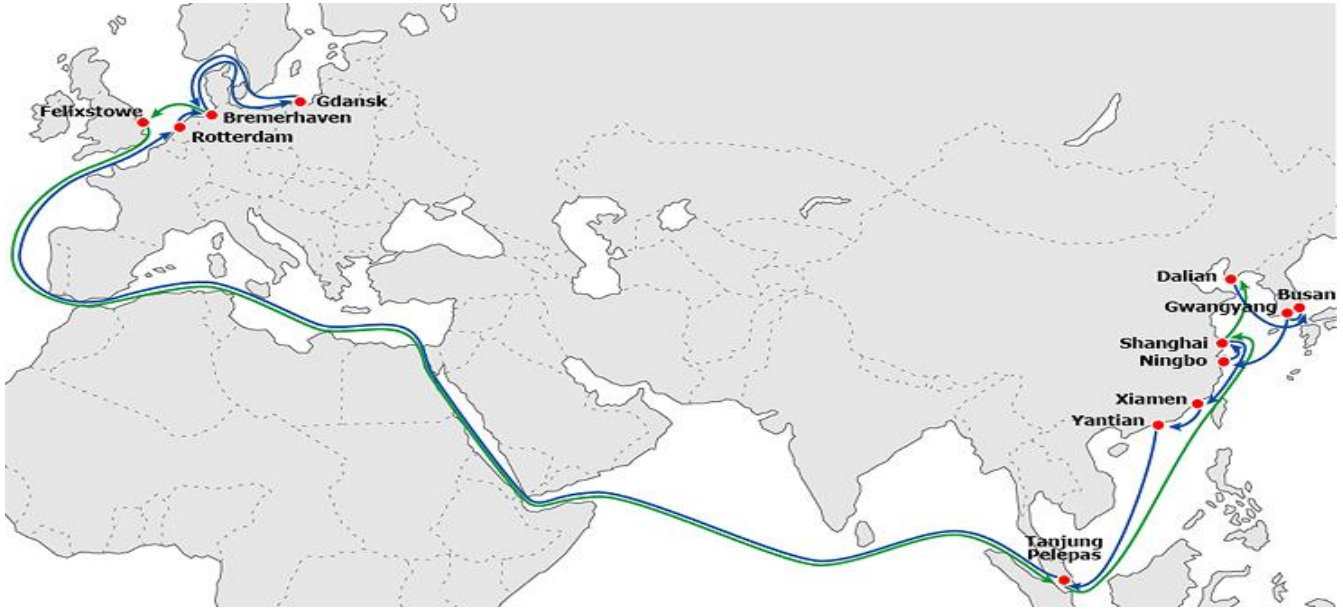 Gdansk
Felixstowe
Bremerhaven
Rotterdam
Dalian
Busan
Gwangyang
Shanghai
Ningbo
Xiamen
Yantian
Tanjung
Pelepas